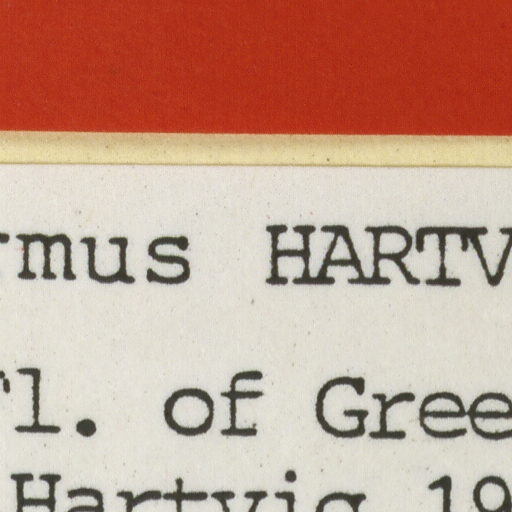 rmus HARTV
rl. of Gree
Hartvig 19